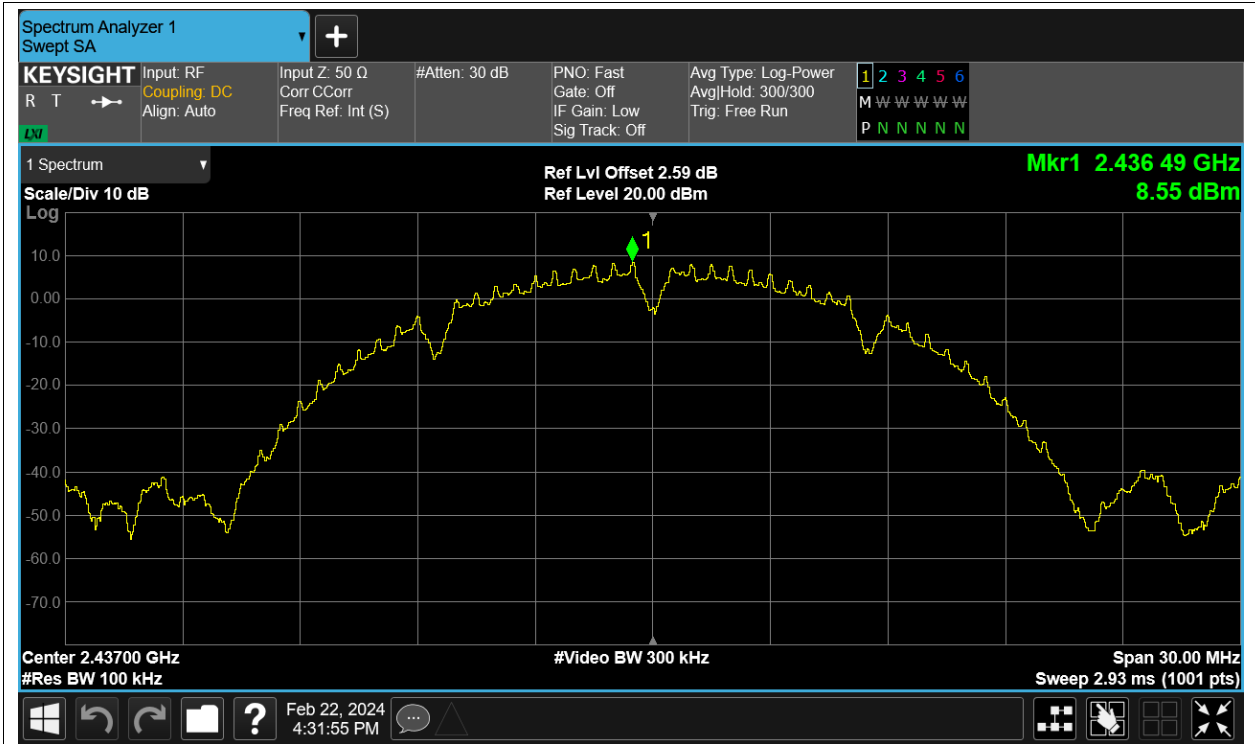 Spectrum Analyzer 1
Swept SA
KEYSIGHT
R T
LXI
Input: RF
Coupling: DC
Align: Auto
Input Z: 50 Ω
Corr CCorr
Freq Ref: Int (S)
#Atten: 30 dB
PNO: Fast
Gate: Off
IF Gain: Low
Sig Track: Off
Avg Type: Log-Power
Avg|Hold: 300/300
Trig: Free Run
1 2 3 4 5 6
M W W W W W
P N N N N N
1 Spectrum
Scale/Div 10 dB
Log
Ref Lvl Offset 2.59 dB
Ref Level 20.00 dBm
Mkr1 2.436 49 GHz
8.55 dBm
1
10.0
0.00
-10.0
-20.0
-30.0
-40.0
-50.0
-60.0
-70.0
Center 2.43700 GHz
#Res BW 100 kHz
#Video BW 300 kHz
Span 30.00 MHz
Sweep 2.93 ms (1001 pts)
?
Feb 22, 2024
4:31:55 PM